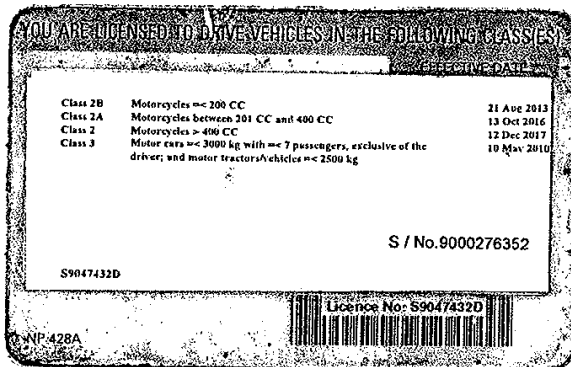 YOU ARE LICENSED TO DRIVE VEHICLES IN THE FOLLOWING CLASS(ES)
EFFECTIVE DATE
Class 2B Motorcycles =< 200 CC 21 Aug 2013
Class 2A Motorcycles between 201 CC and 400 CC 13 Oct 2016
Class 2 Motorcycles > 400 CC 12 Dec 2017
Class 3 Motor cars =< 3000 kg with =< 7 passengers, exclusive of the 10 May 2010
driver; and motor tractors/vehicles =< 2500 kg
S / No.9000276352
S9047432D
Licence No: S9047432D
NP 428A